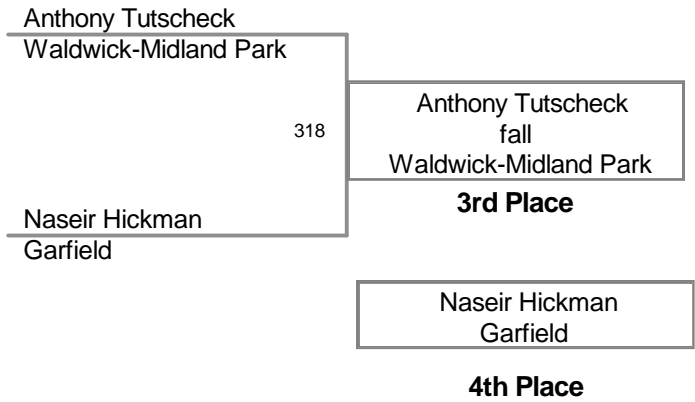 Anthony Tutscheck
Waldwick-Midland Park
318
Anthony Tutscheck
fall
Waldwick-Midland Park
3rd Place
Naseir Hickman
Garfield
Naseir Hickman
Garfield
4th Place